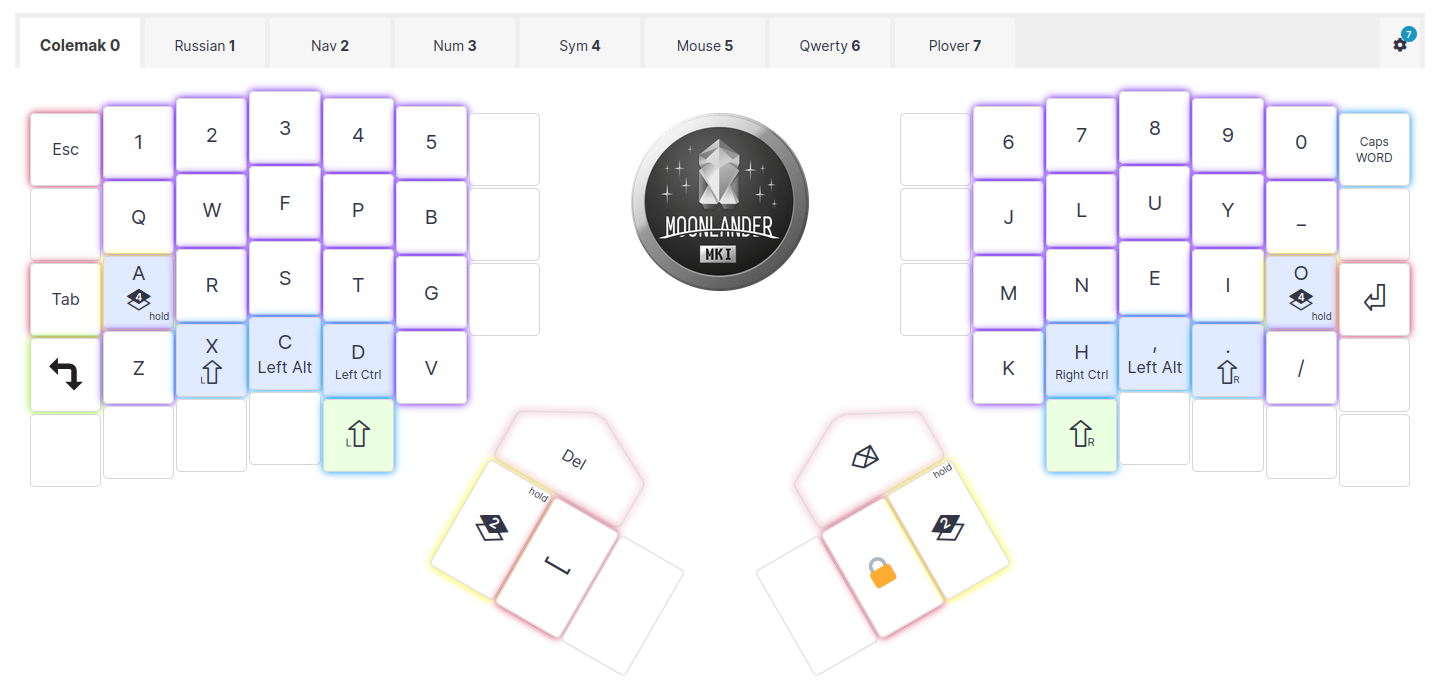 Colemak 0 Russian 1 Nav 2 Num 3 Sym 4 Mouse 5 Qwerty 6 Plover 7 7
Esc 1 2 3 4 5 6 7 8 9 0 Caps
WORD
Q W F P B J L U Y _
Tab A R S T G M N E I O
4 hold 4 hold
Z X C D V K H , . /
L Left Alt Left Ctrl Right Ctrl Left Alt R
L R
MOONLANDER
MKI
Del
hold hold
2 2